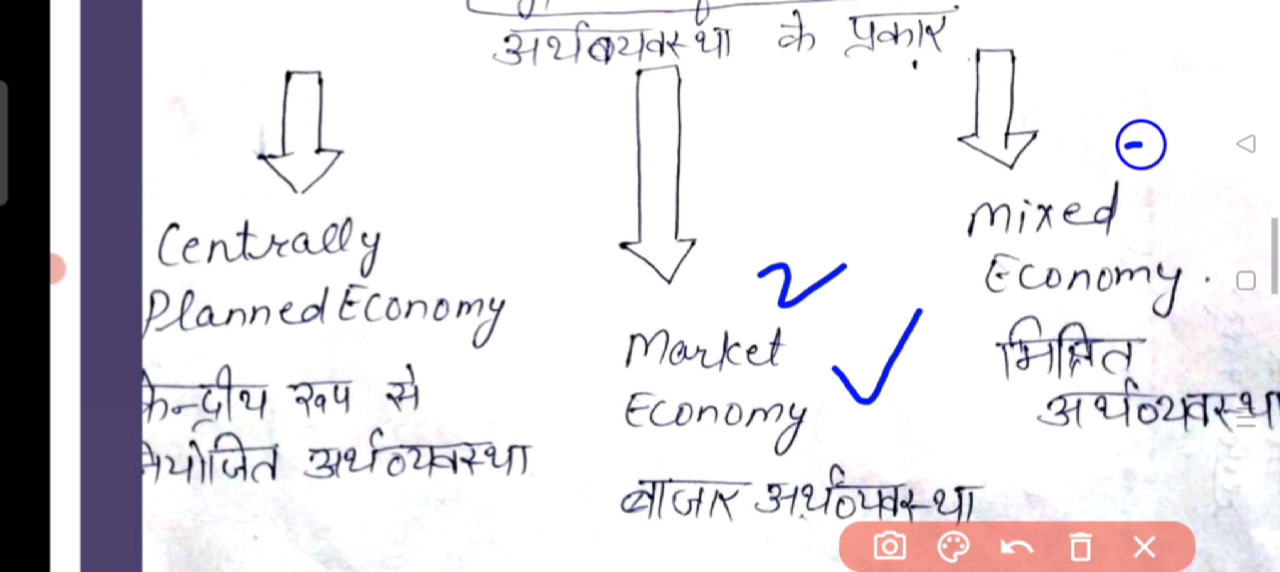 अर्थव्यवस्था के प्रकार
Centrally
Planned Economy
केन्द्रीय रूप से
नियोजित अर्थव्यवस्था
Market
Economy
बाजार अर्थव्यवस्था
Mixed
Economy.
मिश्रित
अर्थव्यवस्था